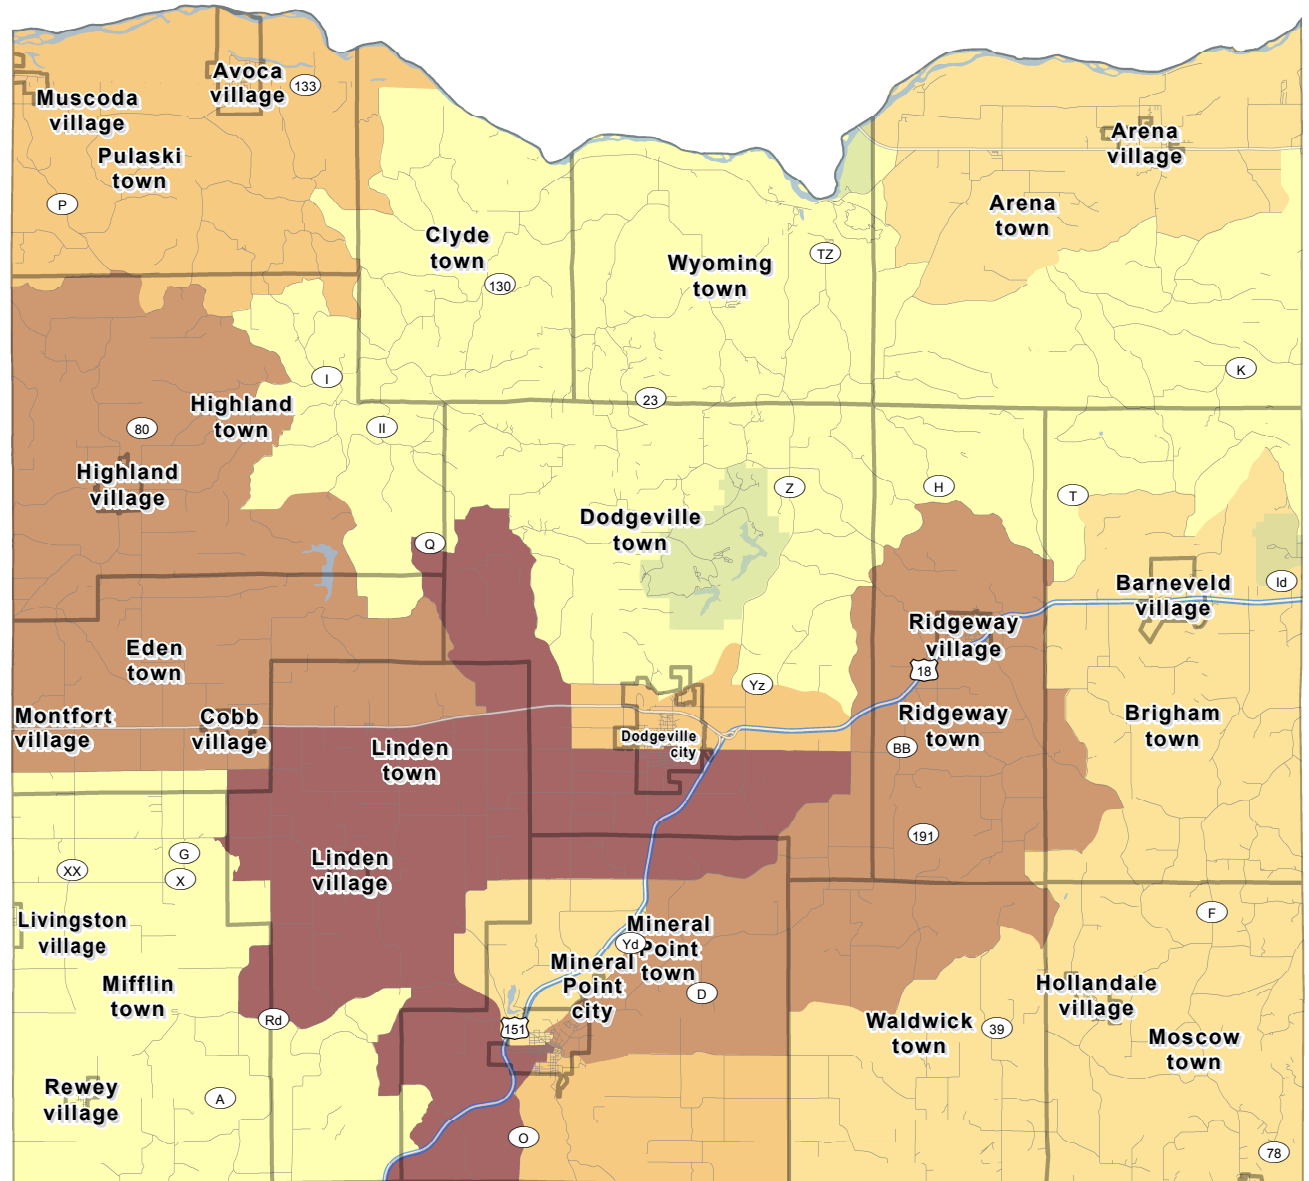 Avoca
village
133
Muscoda
village
Pulaski
town
P
Arena
village
Arena
town
Clyde
town
130
Wyoming
town
TZ
K
I
23
Highland
town
II
80
Highland
village
Z
H
T
Dodgeville
town
Q
Id
Barneveld
village
Ridgeway
village
18
Eden
town
Yz
Montfort
village
Cobb
village
Ridgeway
town
Brigham
town
Dodgeville
city
Linden
town
BB
191
G
XX
X
Linden
village
Livingston
village
F
Mineral
Point
town
Yd
Mineral
Point
city
D
Mifflin
town
Hollandale
village
Rd
151
Waldwick
town
39
Moscow
town
Rewey
village
A
O
78